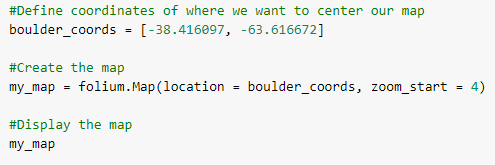 #Define coordinates of where we want to center our map
boulder_coords = [-38.416097, -63.616672]
#Create the map
my_map = folium.Map(location = boulder_coords, zoom_start = 4)
#Display the map
my_map